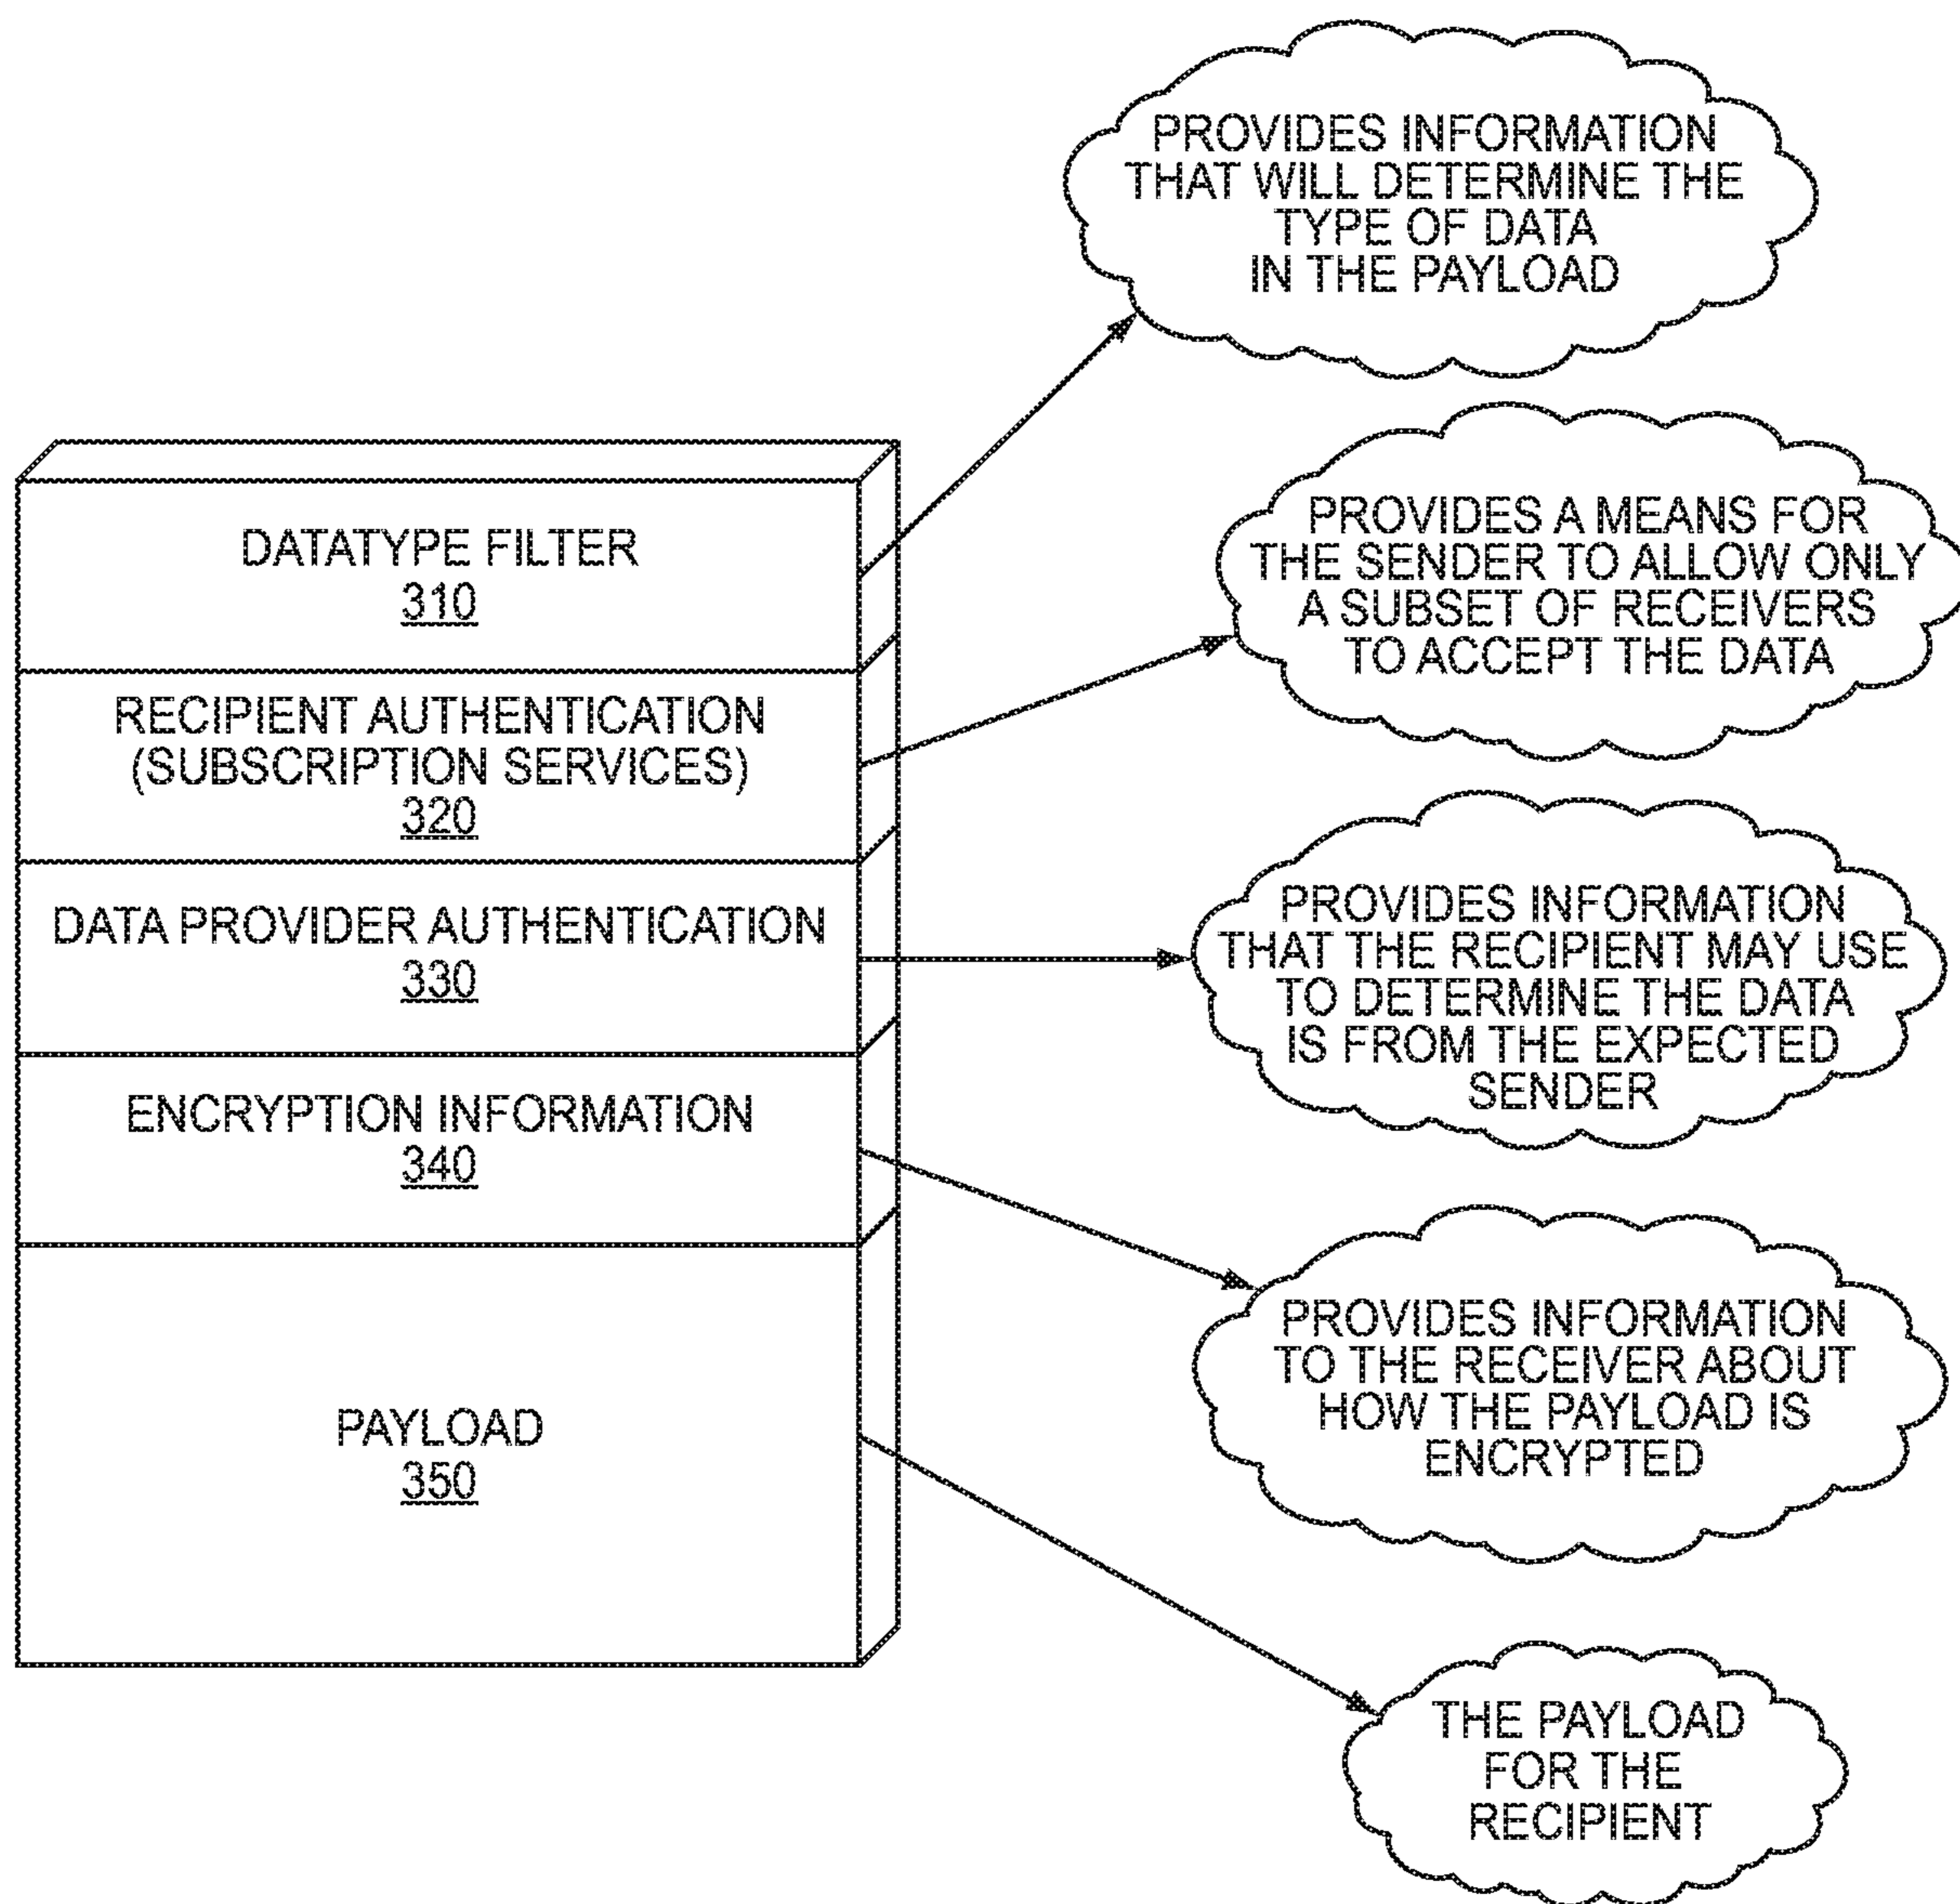 DATATYPE FILTER
310
RECIPIENT AUTHENTICATION
(SUBSCRIPTION SERVICES)
320
DATA PROVIDER AUTHENTICATION
330
ENCRYPTION INFORMATION
340
PAYLOAD
350
PROVIDES INFORMATION
THAT WILL DETERMINE THE
TYPE OF DATA
IN THE PAYLOAD
PROVIDES A MEANS FOR
THE SENDER TO ALLOW ONLY
A SUBSET OF RECEIVERS
TO ACCEPT THE DATA
PROVIDES INFORMATION
THAT THE RECIPIENT MAY USE
TO DETERMINE THE DATA
IS FROM THE EXPECTED
SENDER
PROVIDES INFORMATION
TO THE RECEIVER ABOUT
HOW THE PAYLOAD IS
ENCRYPTED
THE PAYLOAD
FOR THE
RECIPIENT